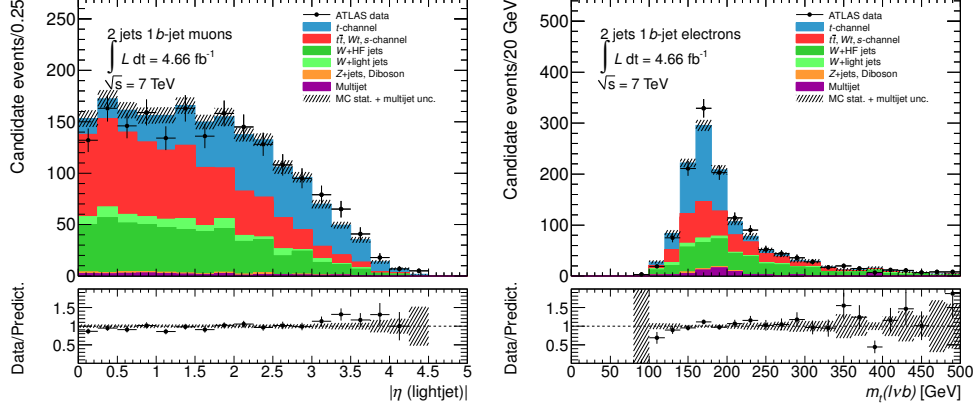 Candidate events/0.25
250
200
150
100
50
0
2 jets 1 b-jet muons
∫ L dt = 4.66 fb⁻¹
√s = 7 TeV
ATLAS data
t-channel
tt̄, Wt, s-channel
W+HF jets
W+light jets
Z+jets, Diboson
Multijet
MC stat. + multijet unc.
Data/Predict.
1.5
1
0.5
0 0.5 1 1.5 2 2.5 3 3.5 4 4.5 5
|η (lightjet)|
Candidate events/20 GeV
500
400
300
200
100
0
2 jets 1 b-jet electrons
∫ L dt = 4.66 fb⁻¹
√s = 7 TeV
ATLAS data
t-channel
tt̄, Wt, s-channel
W+HF jets
W+light jets
Z+jets, Diboson
Multijet
MC stat. + multijet unc.
Data/Predict.
1.5
1
0.5
0 50 100 150 200 250 300 350 400 450 500
mₜ(lνb) [GeV]